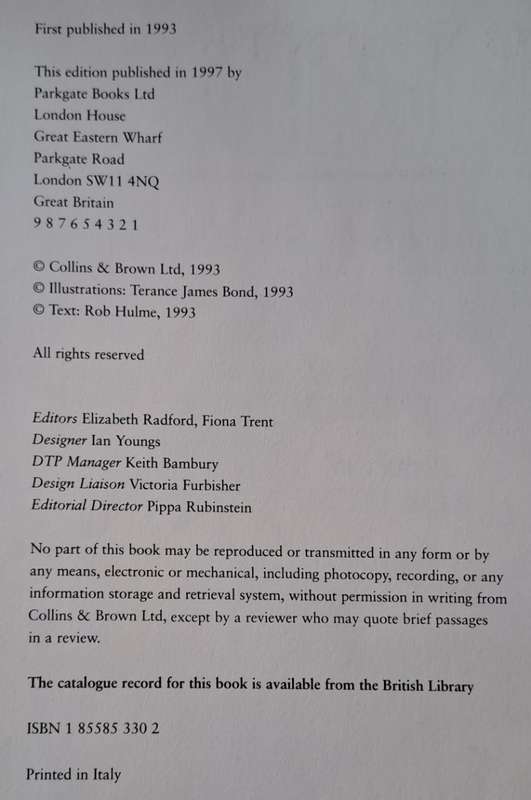 First published in 1993
This edition published in 1997 by
Parkgate Books Ltd
London House
Great Eastern Wharf
Parkgate Road
London SW11 4NQ
Great Britain
9 8 7 6 5 4 3 2 1
© Collins & Brown Ltd, 1993
© Illustrations: Terance James Bond, 1993
© Text: Rob Hulme, 1993
All rights reserved
Editors Elizabeth Radford, Fiona Trent
Designer Ian Youngs
DTP Manager Keith Bambury
Design Liaison Victoria Furbisher
Editorial Director Pippa Rubinstein
No part of this book may be reproduced or transmitted in any form or by
any means, electronic or mechanical, including photocopy, recording, or any
information storage and retrieval system, without permission in writing from
Collins & Brown Ltd, except by a reviewer who may quote brief passages
in a review.
The catalogue record for this book is available from the British Library
ISBN 1 85585 330 2
Printed in Italy